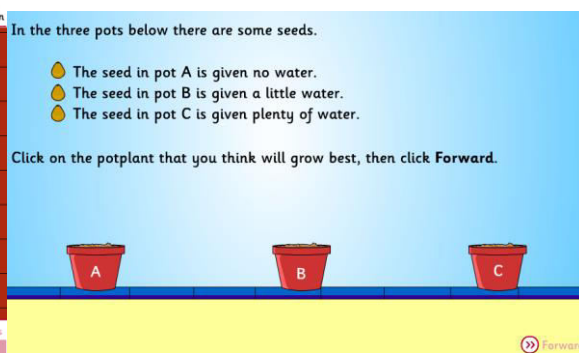 In the three pots below there are some seeds.
The seed in pot A is given no water.
The seed in pot B is given a little water.
The seed in pot C is given plenty of water.
Click on the potplant that you think will grow best, then click Forward.
A
B
C